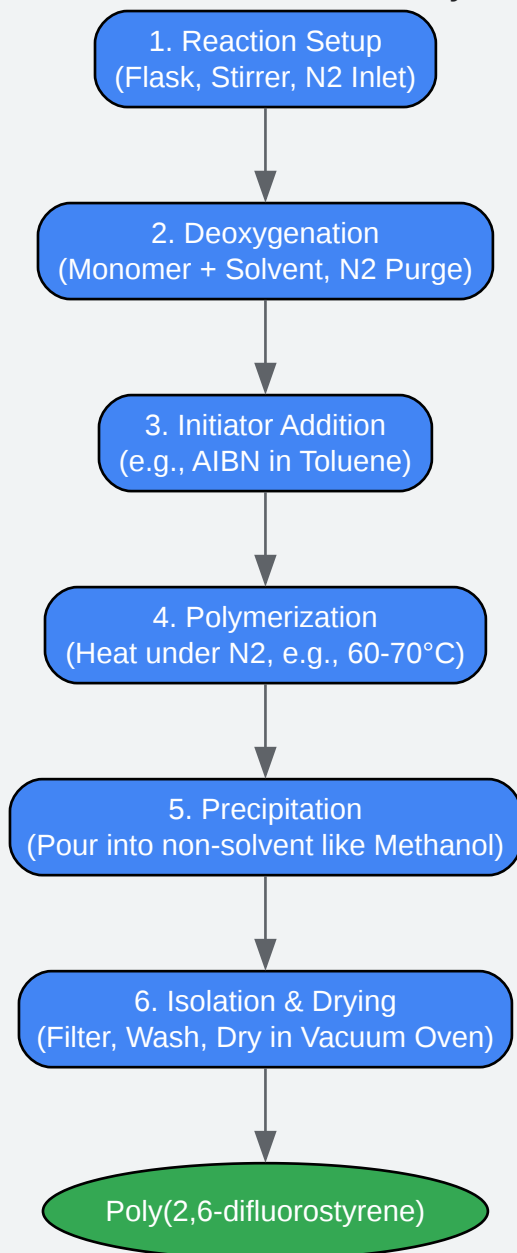 1. Reaction Setup
(Flask, Stirrer, N2 Inlet)
2. Deoxygenation
(Monomer + Solvent, N2 Purge)
3. Initiator Addition
(e.g., AIBN in Toluene)
4. Polymerization
(Heat under N2, e.g., 60-70°C)
5. Precipitation
(Pour into non-solvent like Methanol)
6. Isolation & Drying
(Filter, Wash, Dry in Vacuum Oven)
Poly(2,6-difluorostyrene)